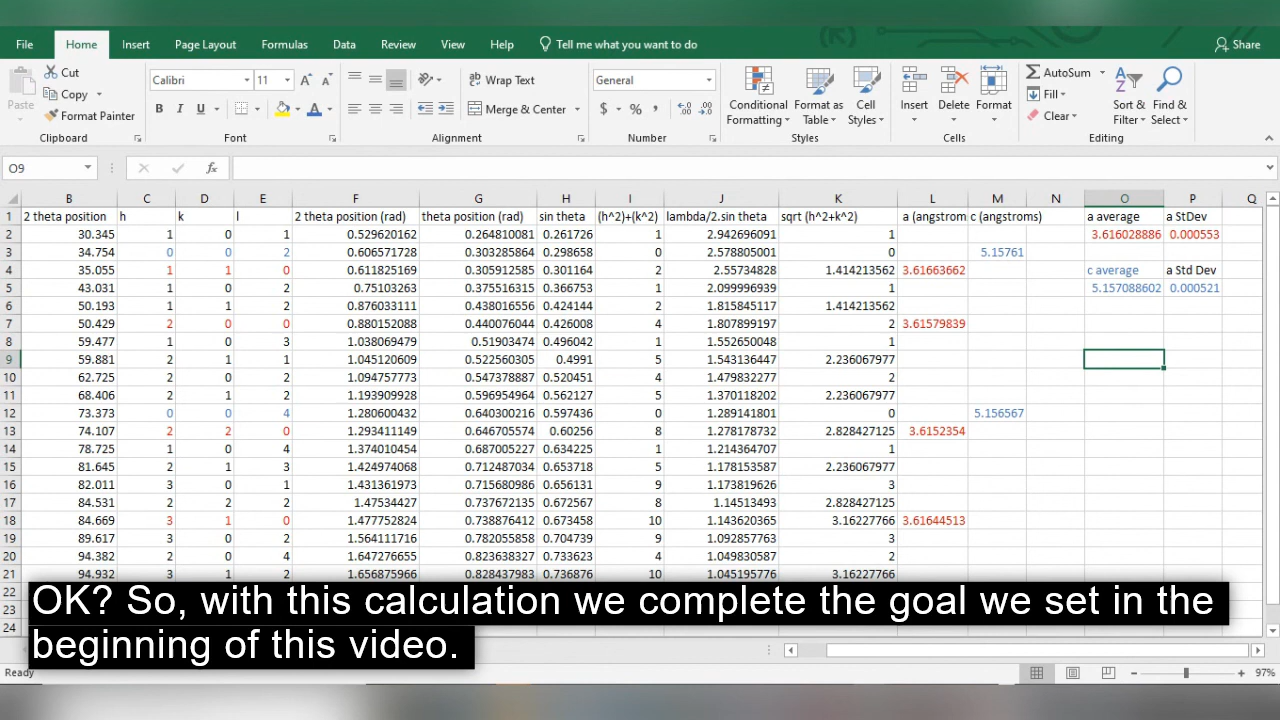 File Home Insert Page Layout Formulas Data Review View Help Tell me what you want to do Share
Cut Calibri 11 Wrap Text General AutoSum
Copy Fill
Paste Format Painter B I U Merge & Center $ % Conditional Formatting Format as Table Cell Styles Insert Delete Format Clear Sort & Filter Find & Select
Clipboard Font Alignment Number Styles Cells Editing
O9 fx
B C D E F G H I J K L M N O P Q
1 2 theta position h k l 2 theta position (rad) theta position (rad) sin theta (h^2)+(k^2) lambda/2.sin theta sqrt (h^2+k^2) a (angstrom c (angstroms) a average a StDev
2 30.345 1 0 1 0.529620162 0.264810081 0.261726 1 2.942696091 1 3.616028886 0.000553
3 34.754 0 0 2 0.606571728 0.303285864 0.298658 0 2.578805001 0 5.15761
4 35.055 1 1 0 0.611825169 0.305912585 0.301164 2 2.55734828 1.414213562 3.61663662 c average a Std Dev
5 43.031 1 0 2 0.75103263 0.375516315 0.366753 1 2.099996939 1 5.157088602 0.000521
6 50.193 1 1 2 0.876033111 0.438016556 0.424144 2 1.815845117 1.414213562
7 50.429 2 0 0 0.880152088 0.440076044 0.426008 4 1.807899197 2 3.61579839
8 59.477 1 0 3 1.038069479 0.51903474 0.496042 1 1.552650048 1
9 59.881 2 1 1 1.045120609 0.522560305 0.4991 5 1.543136447 2.236067977
10 62.725 2 0 2 1.094757773 0.547378887 0.520451 4 1.479832277 2
11 68.406 2 1 2 1.193909928 0.596954964 0.562127 5 1.370118202 2.236067977
12 73.373 0 0 4 1.280600432 0.640300216 0.597436 0 1.289141801 0 5.156567
13 74.107 2 2 0 1.293411149 0.646705574 0.60256 8 1.278178732 2.828427125 3.6152354
14 78.725 1 0 4 1.374010454 0.687005227 0.634225 1 1.214364707 1
15 81.645 2 1 3 1.424974068 0.712487034 0.653718 5 1.178153587 2.236067977
16 82.011 3 0 1 1.431361973 0.715680986 0.656134 9 1.173819626 3
17 84.531 2 2 2 1.47534427 0.737672135 0.672567 8 1.14513493 2.828427125
18 84.669 3 1 0 1.477752824 0.738876412 0.673458 10 1.143620365 3.16227766 3.61644513
19 89.617 3 0 2 1.564111716 0.782055858 0.704739 9 1.092857763 3
20 94.382 2 0 4 1.647276655 0.823638327 0.733623 4 1.049830587 2
21 94.932 3 1 2 1.656875966 0.828437983 0.736876 10 1.045195776 3.16227766
22
23
24
OK? So, with this calculation we complete the goal we set in the
beginning of this video.
Ready 97%